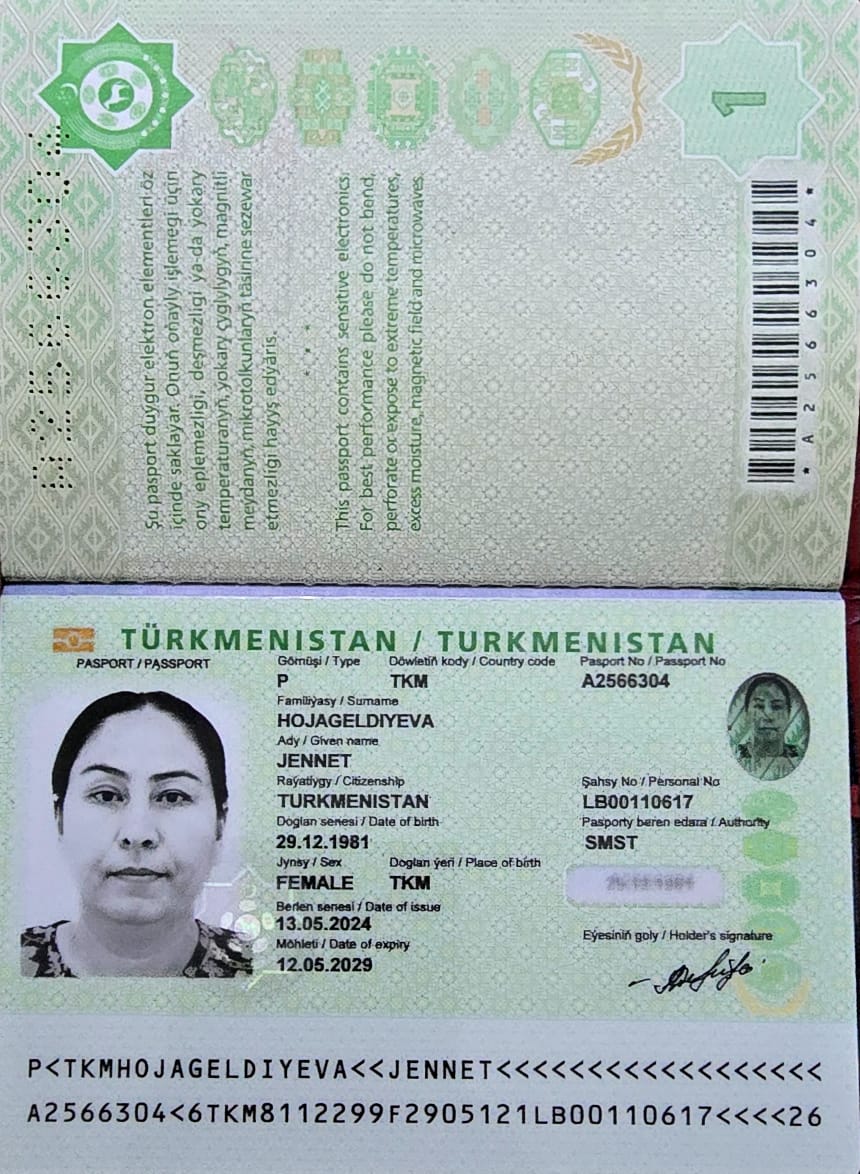 1
Şu pasport duýgur elektron elementleri öz
içinde saklaýar. Onuň oňaýly işlemegi üçin
ony eplemezligi, deşmezligi ýa-da ýokary
temperaturanyň, ýokary çyglylygyň, magnitli
meýdanyň, mikrotolkunlaryň täsirine sezewar
etmezligi haýyş edýäris.
* * *
This passport contains sensitive electronics.
For best performance please do not bend,
perforate or expose to extreme temperatures,
excess moisture, magnetic field and microwaves.
*A2566304*
TÜRKMENISTAN / TURKMENISTAN
PASPORT / PASSPORT
Görnüşi / Type Döwletiň kody / Country code Pasport No / Passport No
P TKM A2566304
Familiýasy / Surname
HOJAGELDIYEVA
Ady / Given name
JENNET
Raýatlygy / Citizenship Şahsy No / Personal No
TURKMENISTAN LB00110617
Doglan senesi / Date of birth Pasporty beren edara / Authority
29.12.1981 SMST
Jynsy / Sex Doglan ýeri / Place of birth
FEMALE TKM
Berlen senesi / Date of issue
13.05.2024
Möhleti / Date of expiry Eýesiniň goly / Holder's signature
12.05.2029
P<TKMHOJAGELDIYEVA<<JENNET<<<<<<<<<<<<<<<<<<
A2566304<6TKM8112299F2905121LB00110617<<<<26